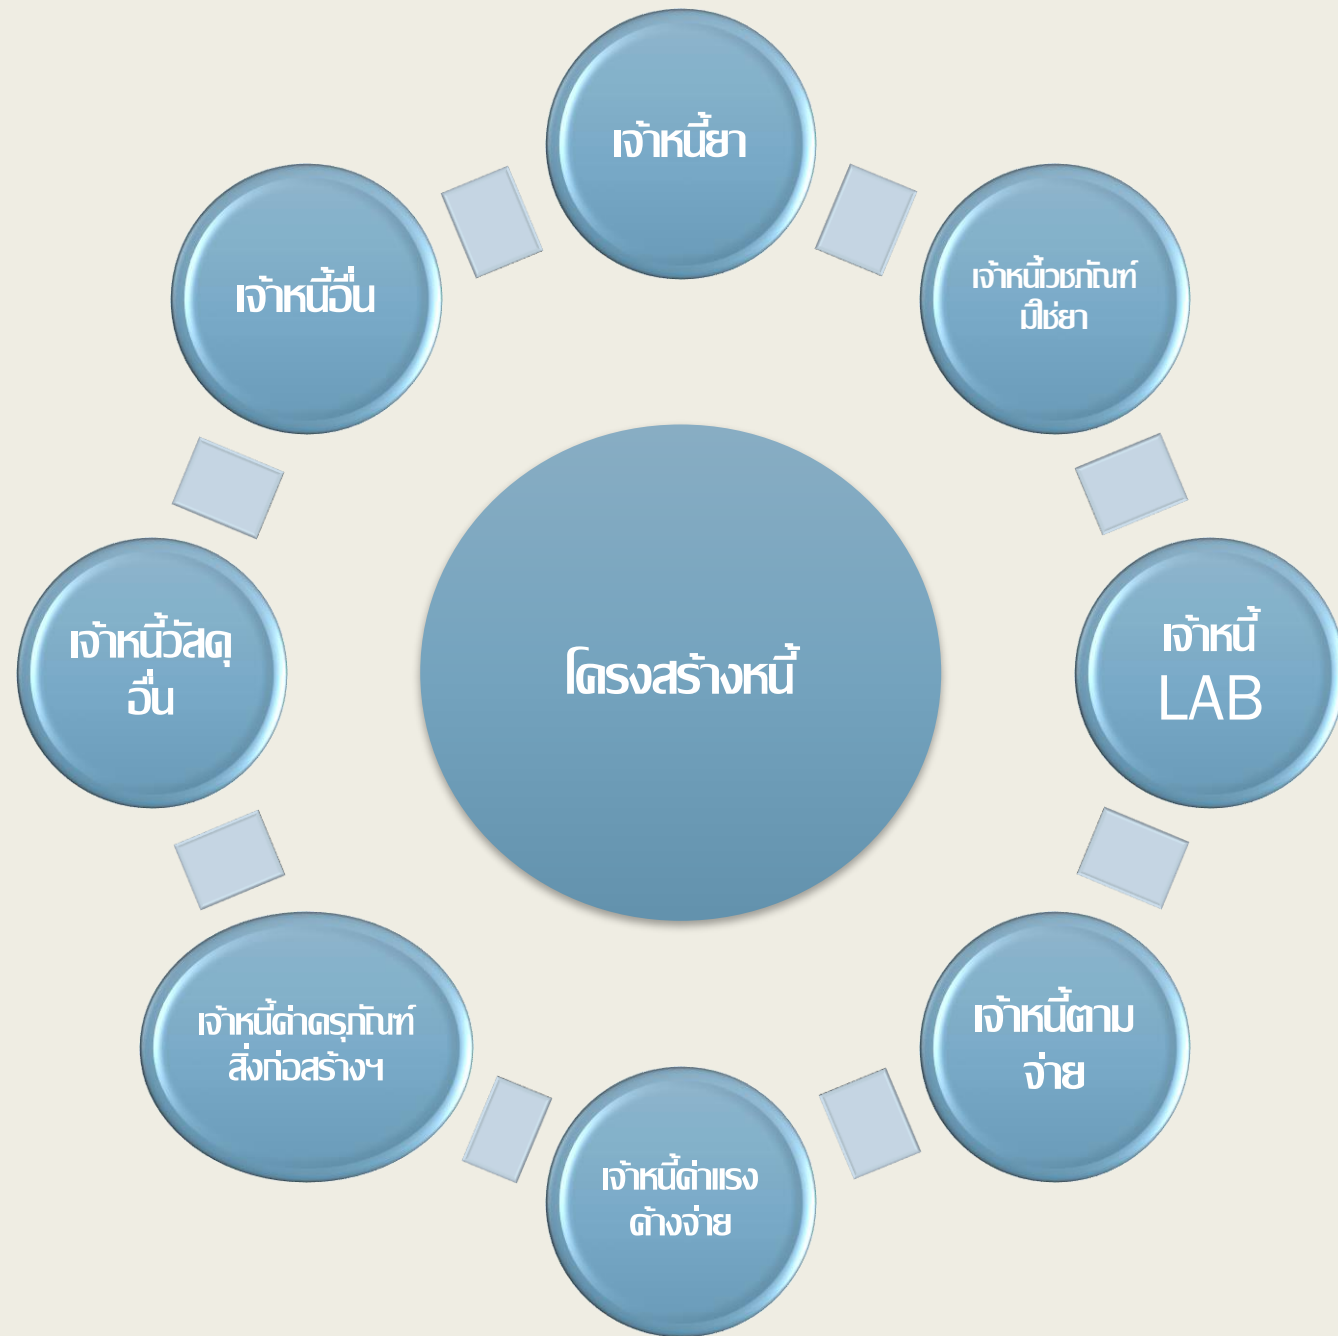 เจ้าหนี้ยา
เจ้าหนี้เวชภัณฑ์
มิใช่ยา
เจ้าหนี้
LAB
เจ้าหนี้ตาม
จ่าย
เจ้าหนี้ค่าแรง
ค้างจ่าย
เจ้าหนี้ค่าครุภัณฑ์
สิ่งก่อสร้างฯ
เจ้าหนี้วัสดุ
อื่น
เจ้าหนี้อื่น
โครงสร้างหนี้